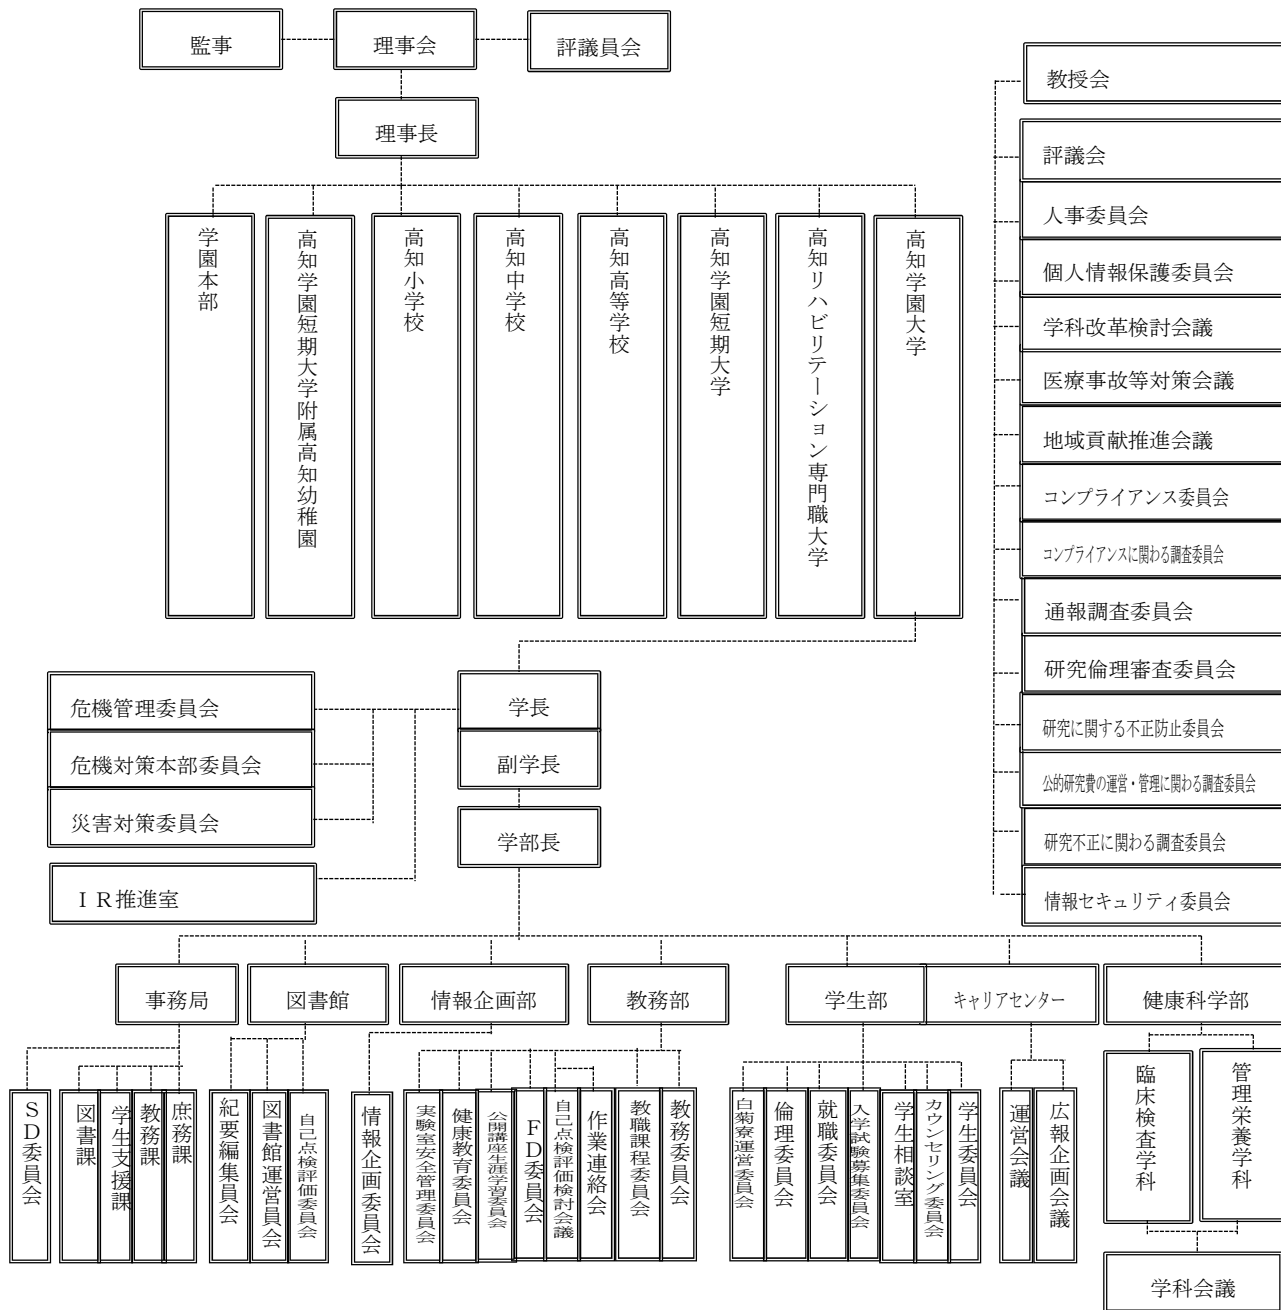 監事
理事会
評議員会
理事長
学園本部
高知学園短期大学附属高知幼稚園
高知小学校
高知中学校
高知高等学校
高知学園短期大学
高知リハビリテーション専門職大学
高知学園大学
教授会
評議会
人事委員会
個人情報保護委員会
学科改革検討会議
医療事故等対策会議
地域貢献推進会議
コンプライアンス委員会
コンプライアンスに関わる調査委員会
通報調査委員会
研究倫理審査委員会
研究に関する不正防止委員会
公的研究費の運営・管理に関わる調査委員会
研究不正に関わる調査委員会
情報セキュリティ委員会
危機管理委員会
危機対策本部委員会
災害対策委員会
ＩＲ推進室
学長
副学長
学部長
事務局
図書館
情報企画部
教務部
学生部
キャリアセンター
健康科学部
ＳＤ委員会
図書課
学生支援課
教務課
庶務課
紀要編集員会
図書館運営員会
自己点検評価委員会
情報企画委員会
実験室安全管理委員会
健康教育委員会
公開講座生涯学習委員会
ＦＤ委員会
自己点検評価検討会議
作業連絡会
教職課程委員会
教務委員会
白菊寮運営委員会
倫理委員会
就職委員会
入学試験募集委員会
学生相談室
カウンセリング委員会
学生委員会
運営会議
広報企画会議
臨床検査学科
管理栄養学科
学科会議